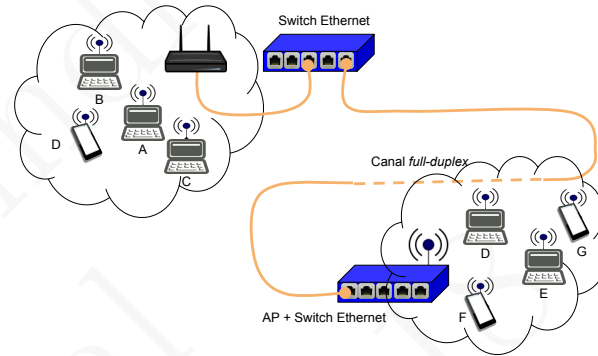 Switch Ethernet
B
D
A
C
Canal full-duplex
D
G
E
F
AP + Switch Ethernet